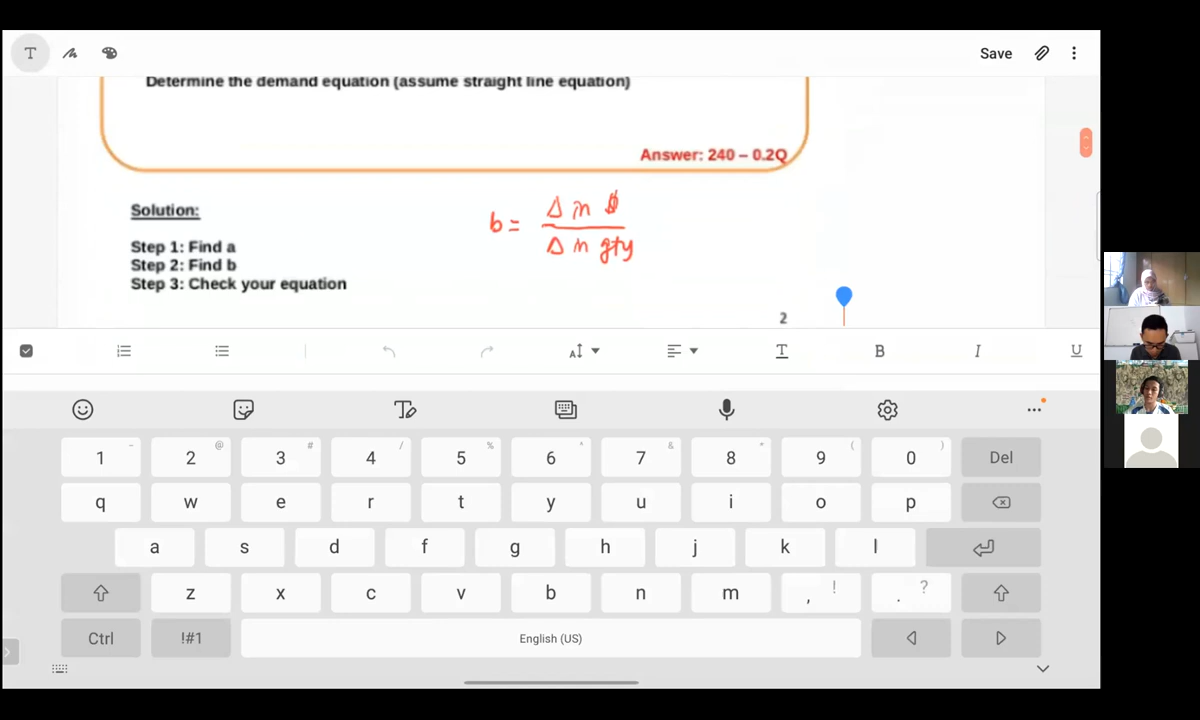 T
Save
Determine the demand equation (assume straight line equation)
Answer: 240 – 0.2Q
Solution:
b = Δ in $
Δ in qty
Step 1: Find a
Step 2: Find b
Step 3: Check your equation
2
T B I U
1 2 @ 3 # 4 / 5 % 6 ^ 7 & 8 * 9 ( 0 ) Del
q w e r t y u i o p
a s d f g h j k l
z x c v b n m , ! . ?
Ctrl !#1 English (US)